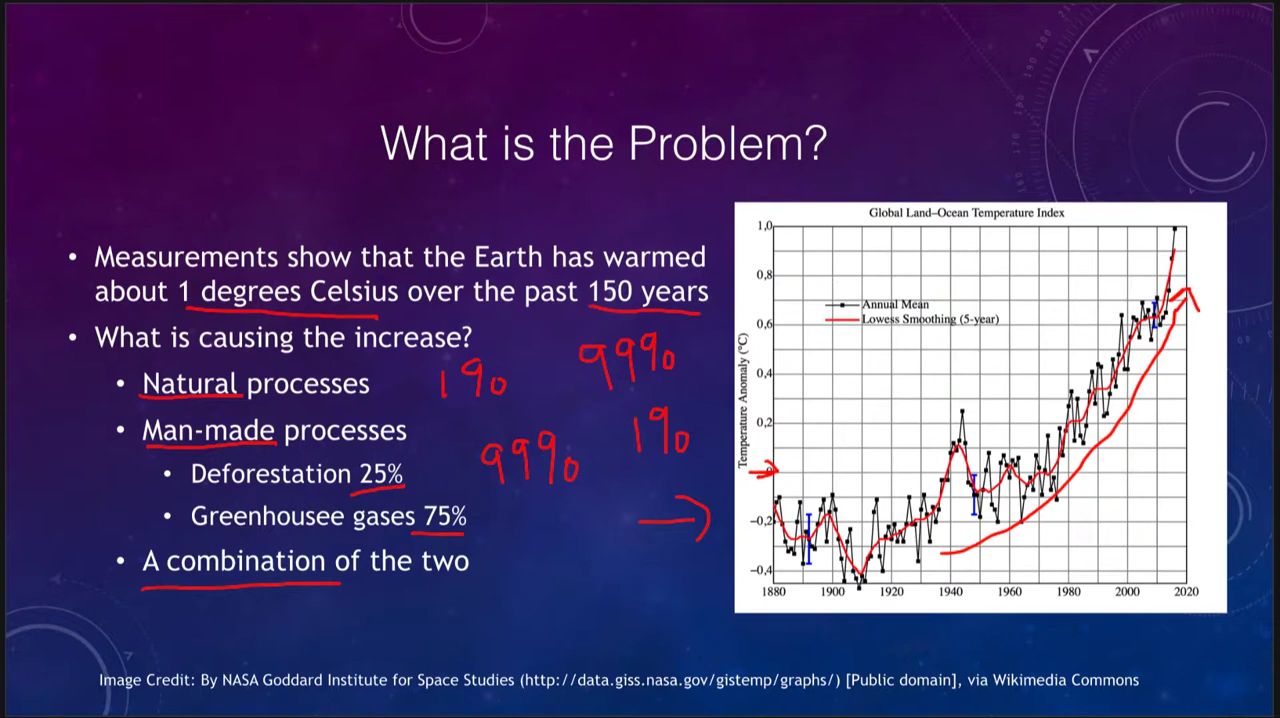 What is the Problem?
• Measurements show that the Earth has warmed
about 1 degrees Celsius over the past 150 years
• What is causing the increase?
• Natural processes 1% 99%
• Man-made processes 1%
• Deforestation 25% 99%
• Greenhousee gases 75%
• A combination of the two
Global Land–Ocean Temperature Index
Temperature Anomaly (°C)
1,0
0,8
0,6
0,4
0,2
0
−0,2
−0,4
Annual Mean
Lowess Smoothing (5-year)
1880 1900 1920 1940 1960 1980 2000 2020
Image Credit: By NASA Goddard Institute for Space Studies (http://data.giss.nasa.gov/gistemp/graphs/) [Public domain], via Wikimedia Commons